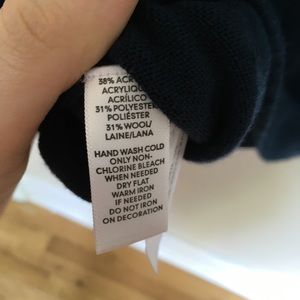 38% ACRYLIC
ACRYLIQUE
ACRÍLICO
31% POLYESTER
POLIÉSTER
31% WOOL/
LAINE/LANA
HAND WASH COLD
ONLY NON-
CHLORINE BLEACH
WHEN NEEDED
DRY FLAT
WARM IRON
IF NEEDED
DO NOT IRON
ON DECORATION